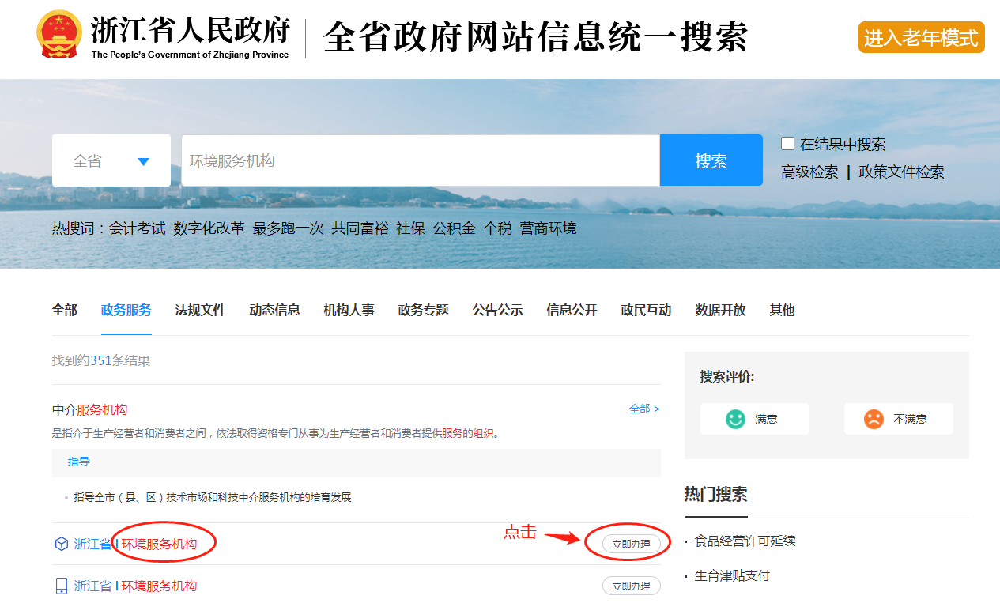 浙江省人民政府
The People's Government of Zhejiang Province
全省政府网站信息统一搜索
进入老年模式
全省
环境服务机构
搜索
在结果中搜索
高级检索 | 政策文件检索
热搜词：会计考试 数字化改革 最多跑一次 共同富裕 社保 公积金 个税 营商环境
全部 政务服务 法规文件 动态信息 机构人事 政务专题 公告公示 信息公开 政民互动 数据开放 其他
找到约351条结果
中介服务机构
全部 >
是指介于生产经营者和消费者之间，依法取得资格专门从事为生产经营者和消费者提供服务的组织。
指导
指导全市（县、区）技术市场和科技中介服务机构的培育发展
浙江省 | 环境服务机构
点击
立即办理
浙江省 | 环境服务机构
立即办理
搜索评价:
满意
不满意
热门搜索
食品经营许可延续
生育津贴支付